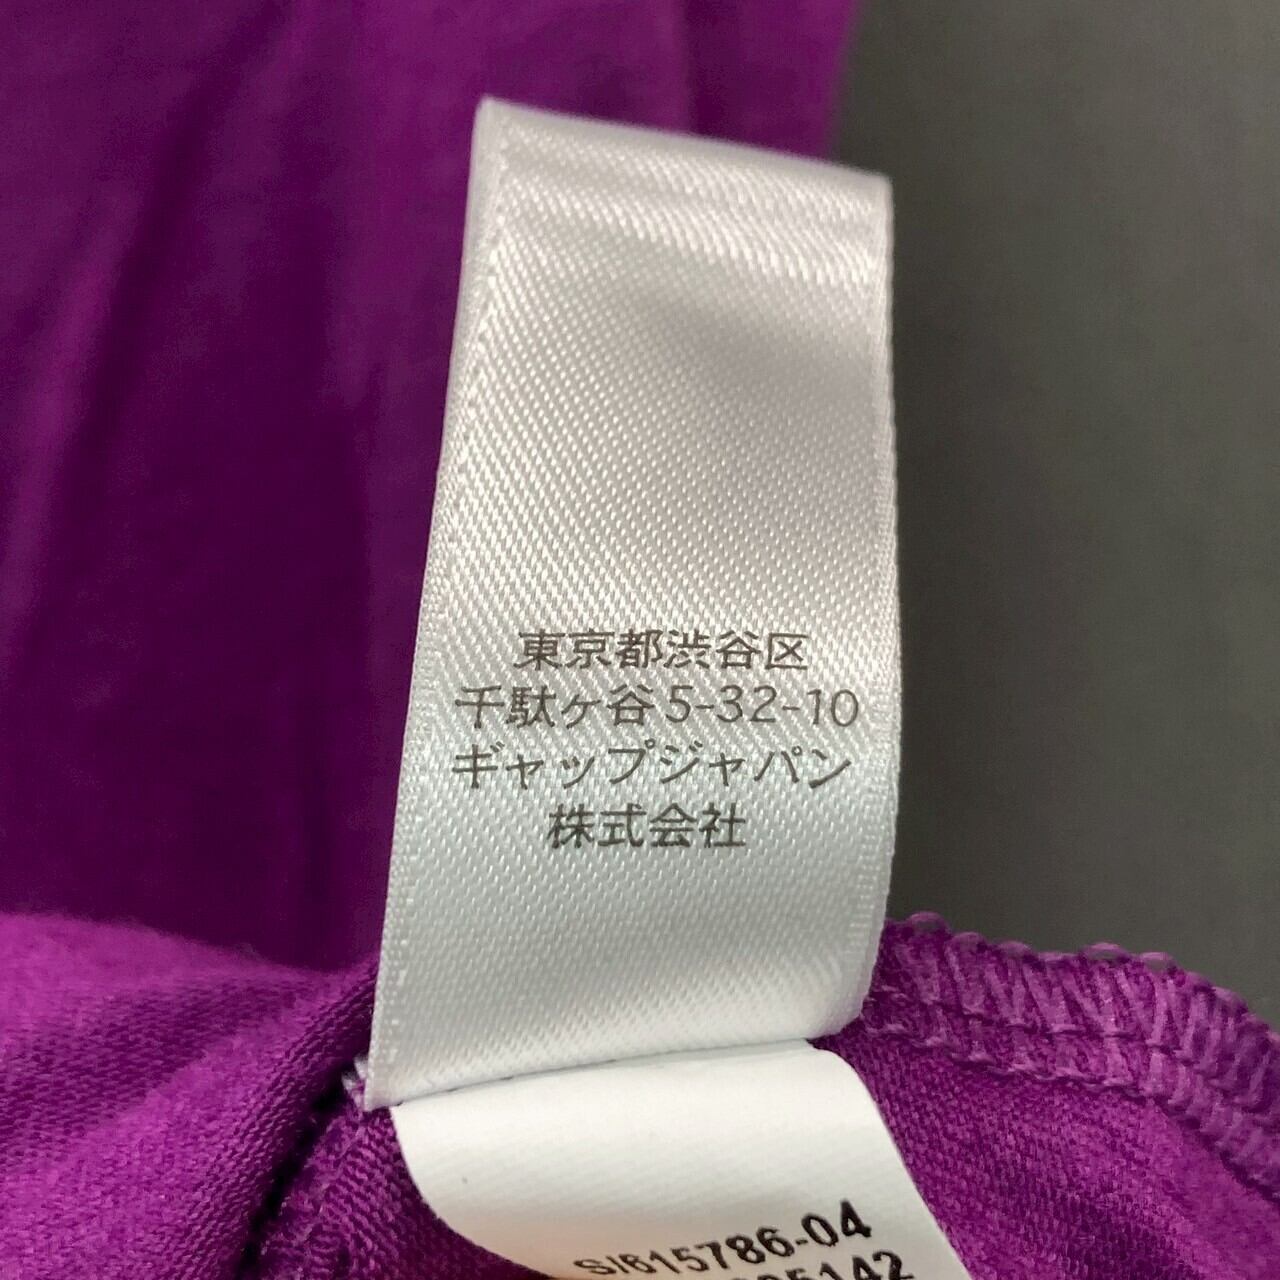 東京都渋谷区
千駄ヶ谷5-32-10
ギャップジャパン
株式会社
SI615786-04